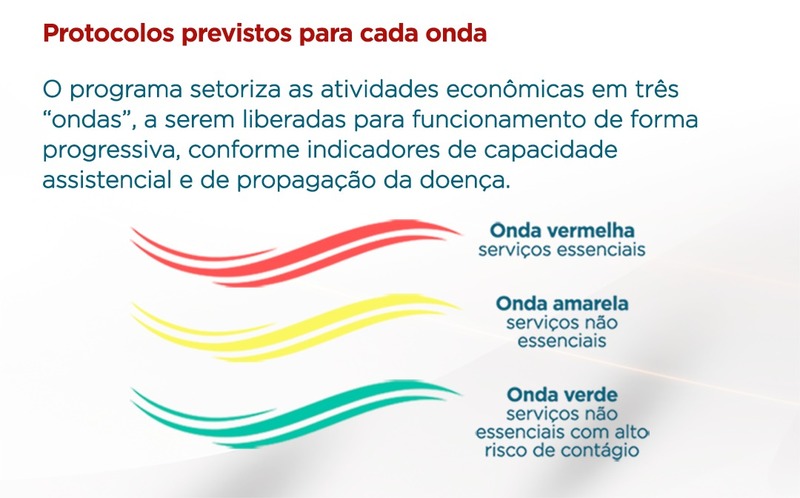 Protocolos previstos para cada onda
O programa setoriza as atividades econômicas em três
“ondas”, a serem liberadas para funcionamento de forma
progressiva, conforme indicadores de capacidade
assistencial e de propagação da doença.
Onda vermelha
serviços essenciais
Onda amarela
serviços não
essenciais
Onda verde
serviços não
essenciais com alto
risco de contágio